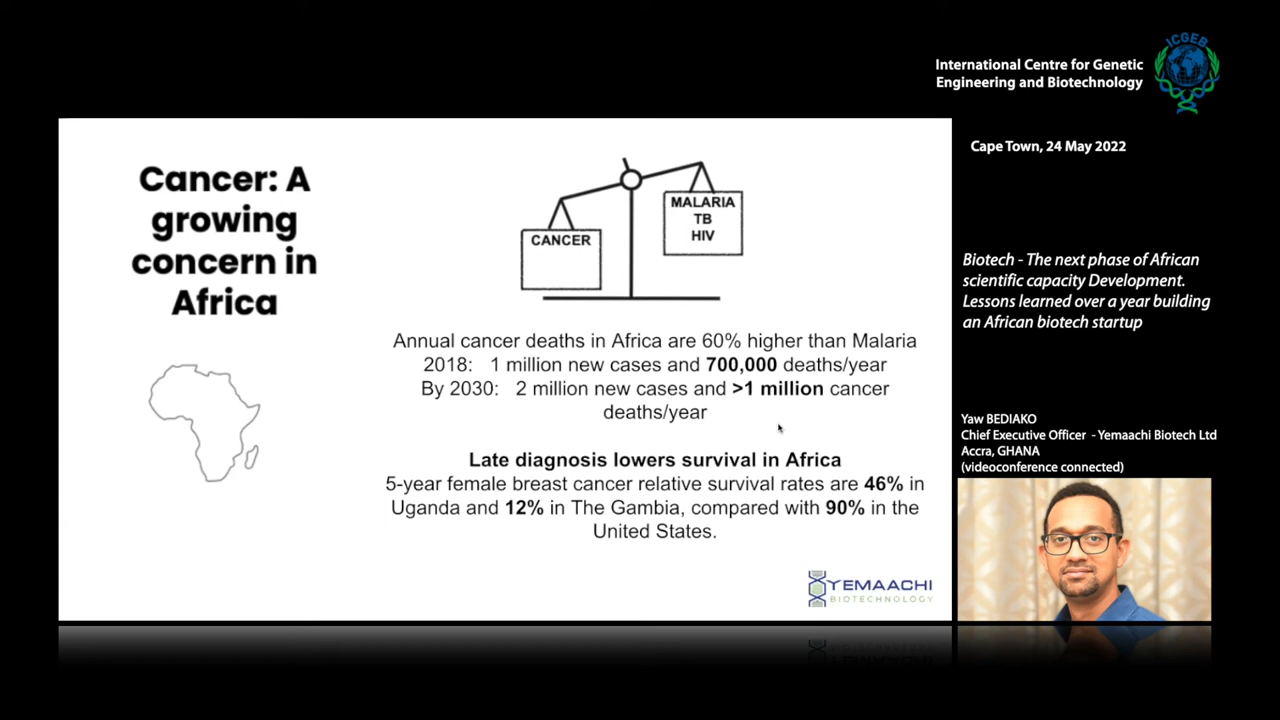 ICGEB
International Centre for Genetic
Engineering and Biotechnology
Cape Town, 24 May 2022
Cancer: A
growing
concern in
Africa
CANCER
MALARIA
TB
HIV
Annual cancer deaths in Africa are 60% higher than Malaria
2018: 1 million new cases and 700,000 deaths/year
By 2030: 2 million new cases and >1 million cancer
deaths/year
Late diagnosis lowers survival in Africa
5-year female breast cancer relative survival rates are 46% in
Uganda and 12% in The Gambia, compared with 90% in the
United States.
YEMAACHI
BIOTECHNOLOGY
Biotech - The next phase of African
scientific capacity Development.
Lessons learned over a year building
an African biotech startup
Yaw BEDIAKO
Chief Executive Officer - Yemaachi Biotech Ltd
Accra, GHANA
(videoconference connected)